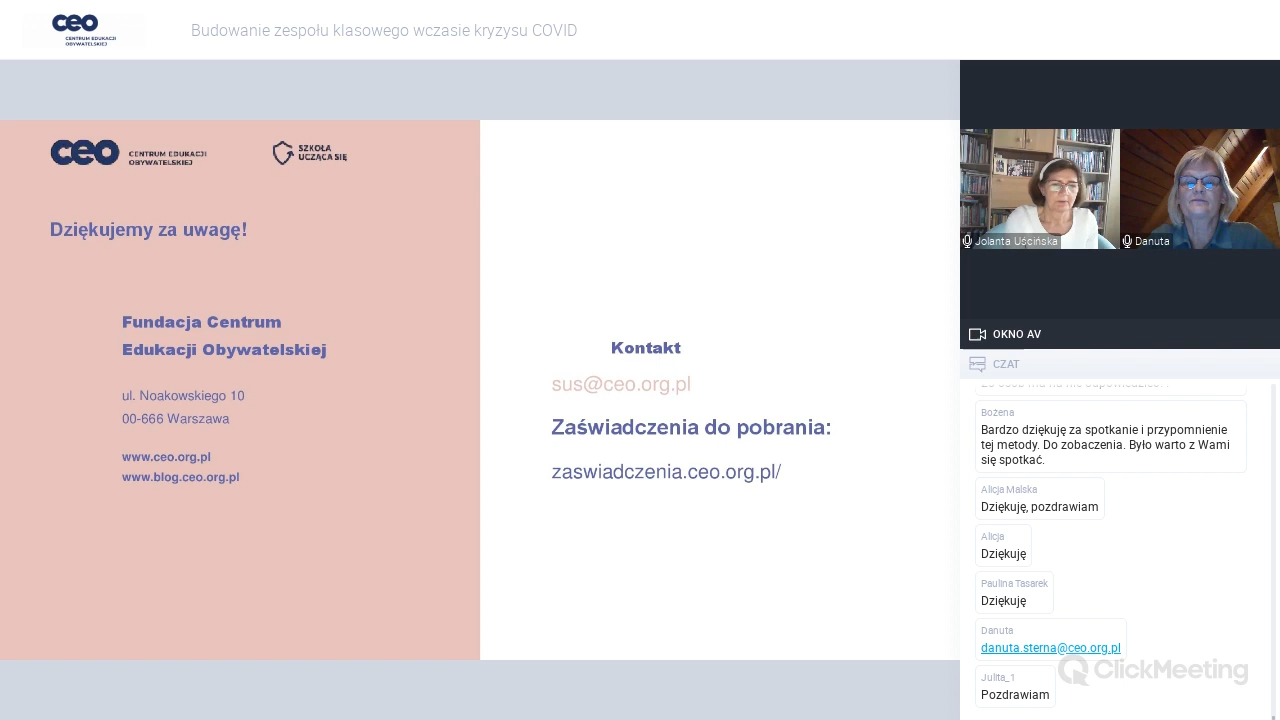 ceo
CENTRUM EDUKACJI
OBYWATELSKIEJ
Budowanie zespołu klasowego wczasie kryzysu COVID
ceo
CENTRUM EDUKACJI
OBYWATELSKIEJ
SZKOŁA
UCZĄCA SIĘ
Dziękujemy za uwagę!
Fundacja Centrum
Edukacji Obywatelskiej
ul. Noakowskiego 10
00-666 Warszawa
www.ceo.org.pl
www.blog.ceo.org.pl
Kontakt
sus@ceo.org.pl
Zaświadczenia do pobrania:
zaswiadczenia.ceo.org.pl/
Jolanta Uścińska
Danuta
OKNO AV
CZAT
Bożena
Bardzo dziękuję za spotkanie i przypomnienie
tej metody. Do zobaczenia. Było warto z Wami
się spotkać.
Alicja Malska
Dziękuję, pozdrawiam
Alicja
Dziękuję
Paulina Tasarek
Dziękuję
Danuta
danuta.sterna@ceo.org.pl
ClickMeeting
Julita_1
Pozdrawiam